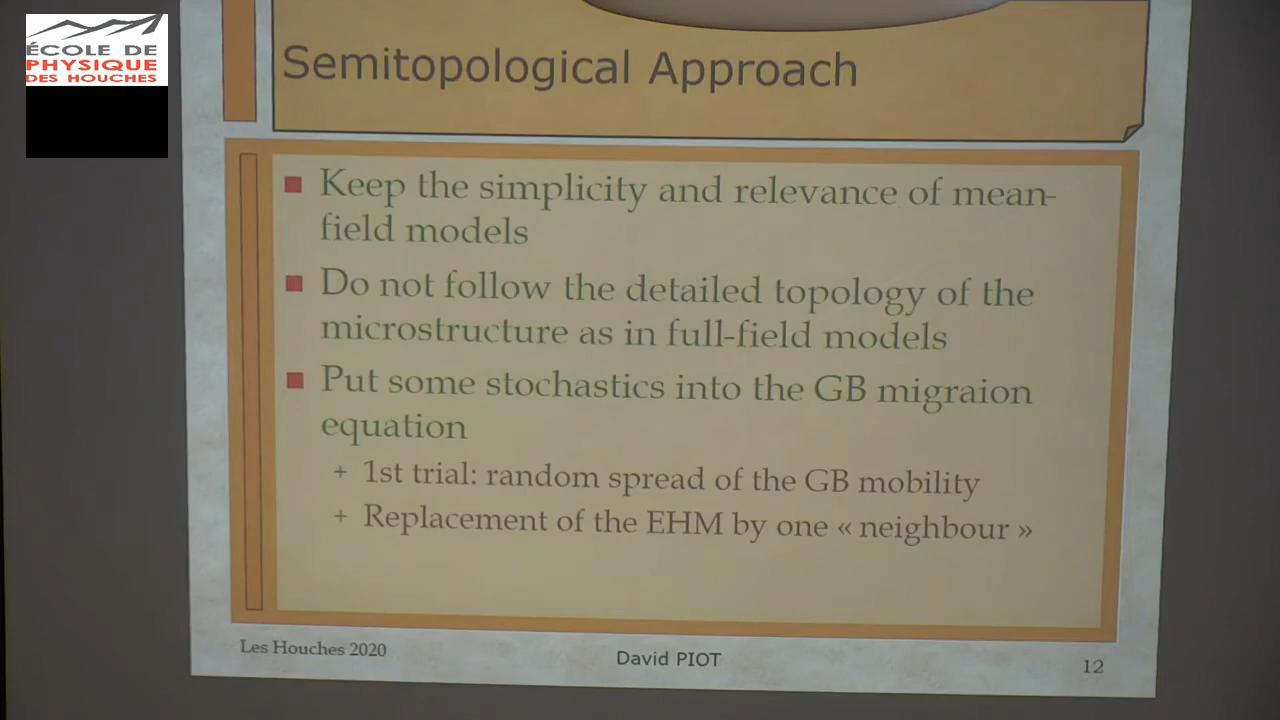 ÉCOLE DE
PHYSIQUE
DES HOUCHES
Semitopological Approach
Keep the simplicity and relevance of mean-
field models
Do not follow the detailed topology of the
microstructure as in full-field models
Put some stochastics into the GB migraion
equation
+ 1st trial: random spread of the GB mobility
+ Replacement of the EHM by one « neighbour »
Les Houches 2020
David PIOT
12